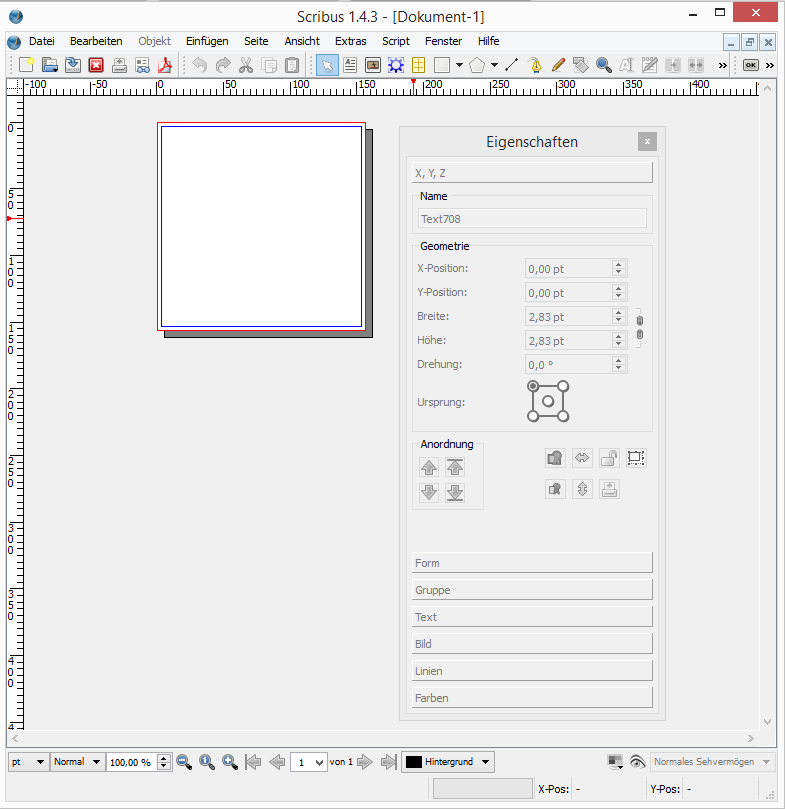 Scribus 1.4.3 - [Dokument-1]
Datei Bearbeiten Objekt Einfügen Seite Ansicht Extras Script Fenster Hilfe
OK
-100 -50 0 50 100 150 200 250 300 350 400
0
50
100
150
200
250
300
350
400
4
Eigenschaften
X, Y, Z
Name
Text708
Geometrie
X-Position: 0,00 pt
Y-Position: 0,00 pt
Breite: 2,83 pt
Höhe: 2,83 pt
Drehung: 0,0 °
Ursprung:
Anordnung
Form
Gruppe
Text
Bild
Linien
Farben
pt Normal 100,00 % 1 von 1 Hintergrund Normales Sehvermögen
X-Pos: - Y-Pos: -